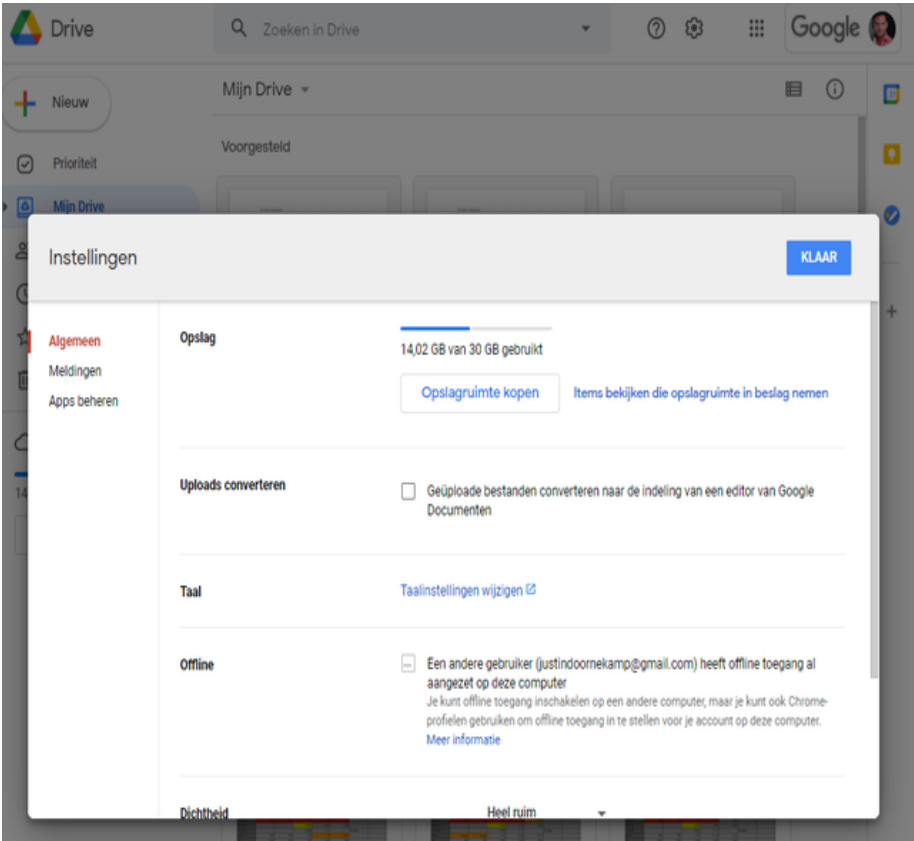 Drive
Zoeken in Drive
Google
Nieuw
Mijn Drive
Prioriteit
Voorgesteld
Mijn Drive
Instellingen
KLAAR
Algemeen
Meldingen
Apps beheren
Opslag
14,02 GB van 30 GB gebruikt
Opslagruimte kopen
Items bekijken die opslagruimte in beslag nemen
14
Uploads converteren
Geüploade bestanden converteren naar de indeling van een editor van Google
Documenten
Taal
Taalinstellingen wijzigen
Offline
Een andere gebruiker (justindoornekamp@gmail.com) heeft offline toegang al
aangezet op deze computer
Je kunt offline toegang inschakelen op een andere computer, maar je kunt ook Chrome-
profielen gebruiken om offline toegang in te stellen voor je account op deze computer.
Meer informatie
Dichtheid
Heel ruim